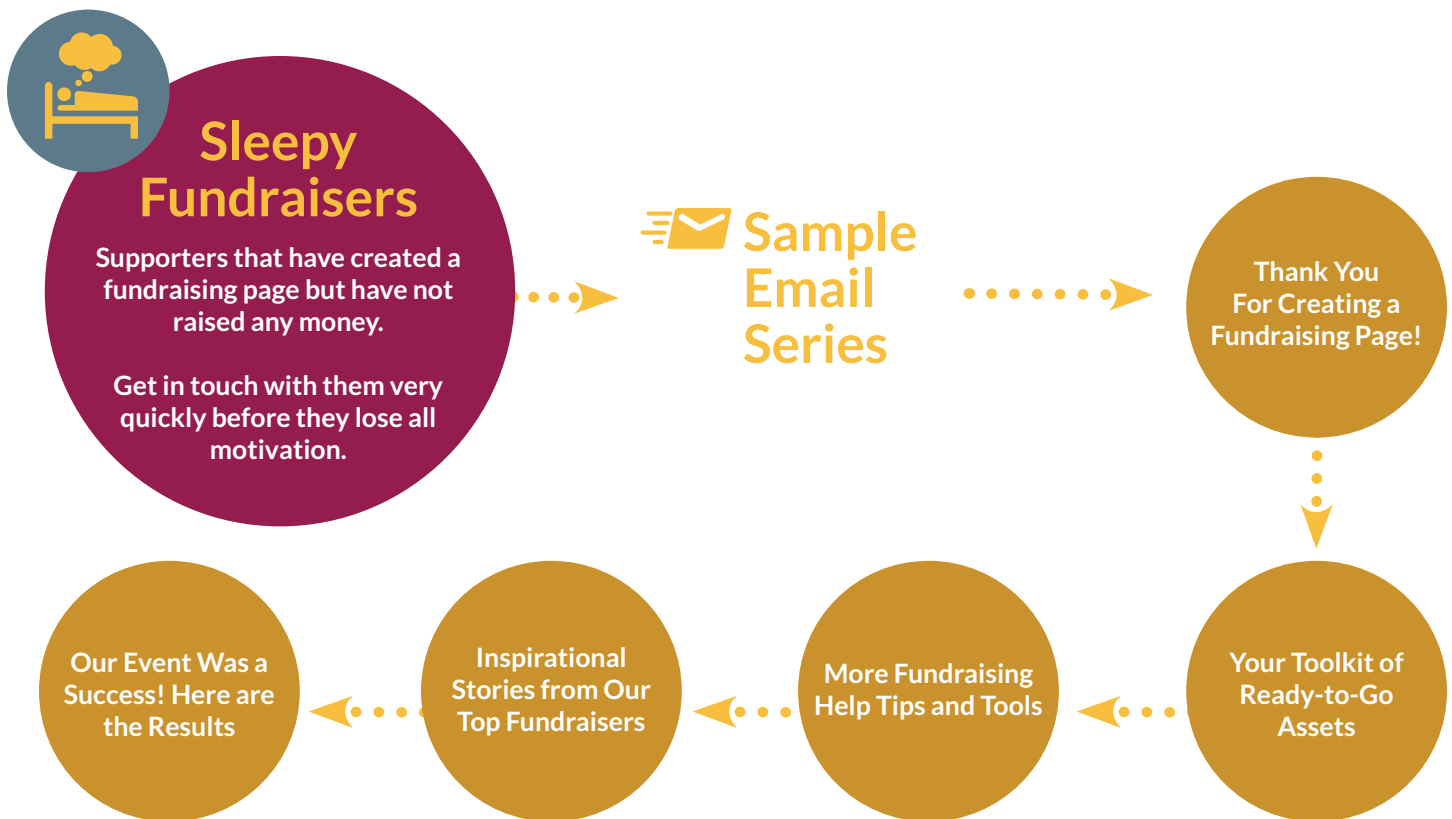 Sleepy
Fundraisers
Supporters that have created a
fundraising page but have not
raised any money.
Get in touch with them very
quickly before they lose all
motivation.
Sample
Email
Series
Thank You
For Creating a
Fundraising Page!
Your Toolkit of
Ready-to-Go
Assets
More Fundraising
Help Tips and Tools
Inspirational
Stories from Our
Top Fundraisers
Our Event Was a
Success! Here are
the Results